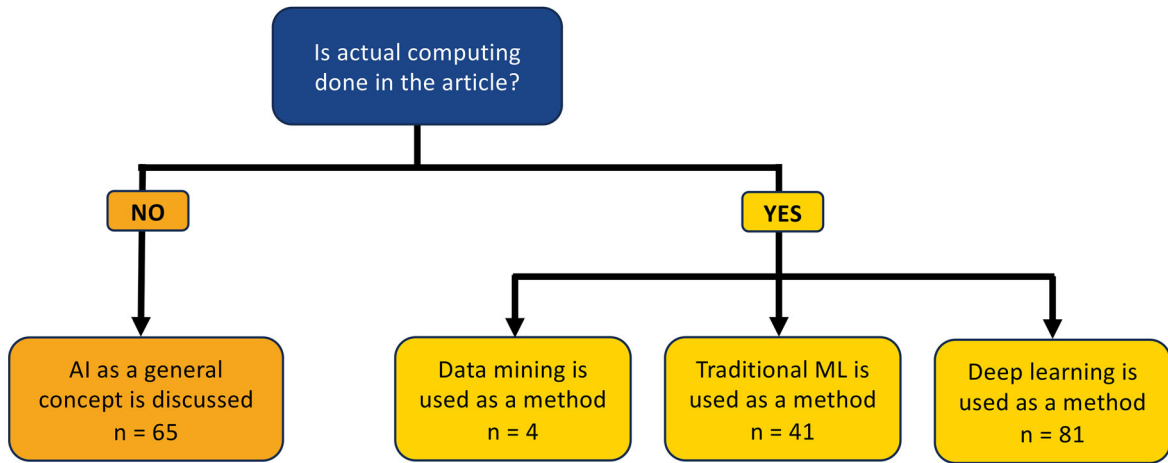 Is actual computing
done in the article?
NO
YES
AI as a general
concept is discussed
n = 65
Data mining is
used as a method
n = 4
Traditional ML is
used as a method
n = 41
Deep learning is
used as a method
n = 81